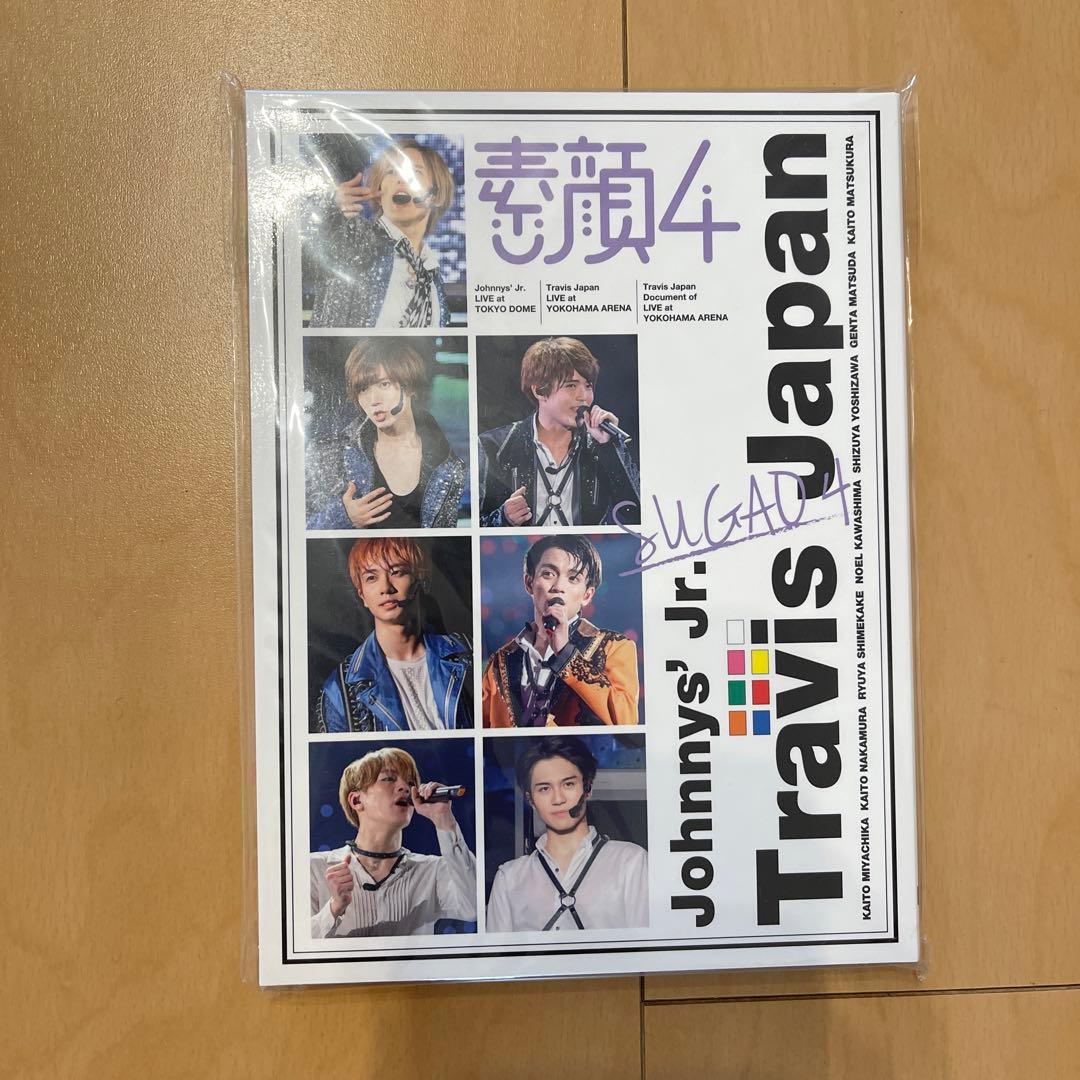 素顔4
Johnnys' Jr.
LIVE at
TOKYO DOME
Travis Japan
LIVE at
YOKOHAMA ARENA
Travis Japan
Document of
LIVE at
YOKOHAMA ARENA
SUGAO4
Johnnys' Jr.
Travis Japan
KAITO MIYACHIKA KAITO NAKAMURA RYUYA SHIMEKAKE NOEL KAWASHIMA SHIZUYA YOSHIZAWA GENTA MATSUDA KAITO MATSUKURA